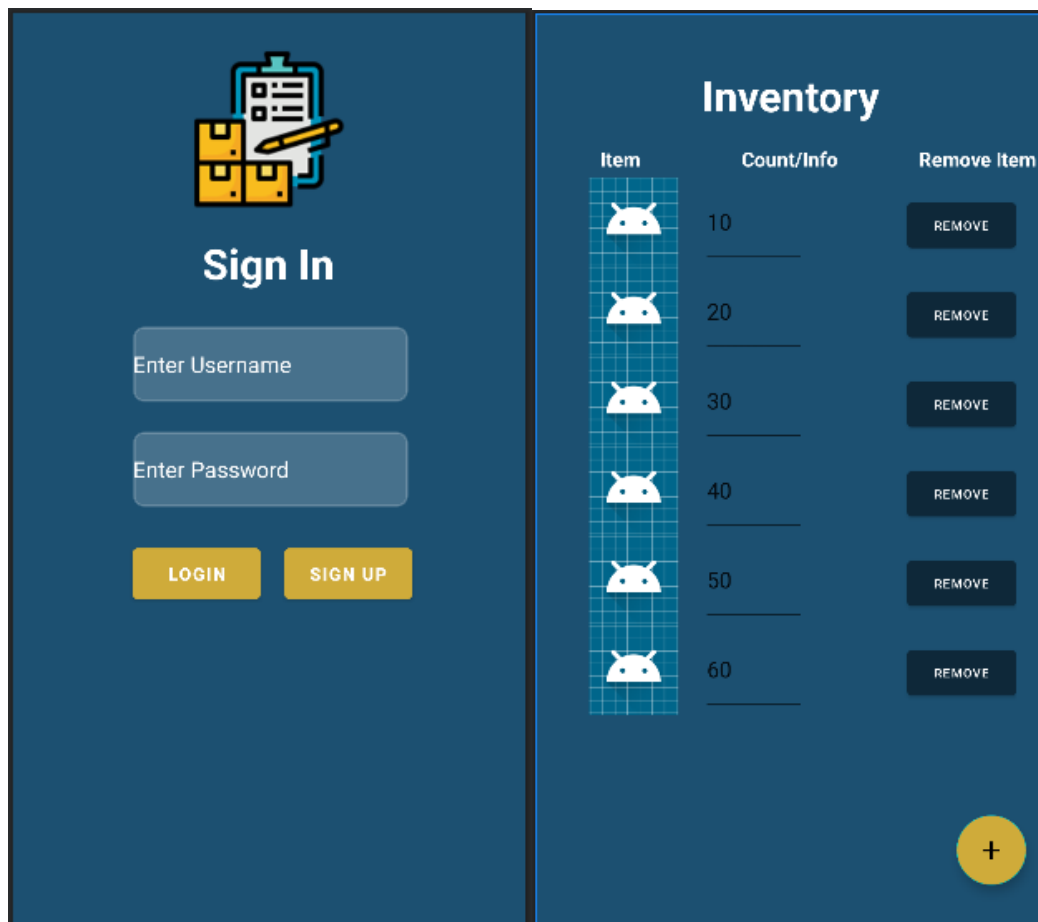 Sign In
Enter Username
Enter Password
LOGIN SIGN UP
Inventory
Item Count/Info Remove Item
10 REMOVE
20 REMOVE
30 REMOVE
40 REMOVE
50 REMOVE
60 REMOVE
+